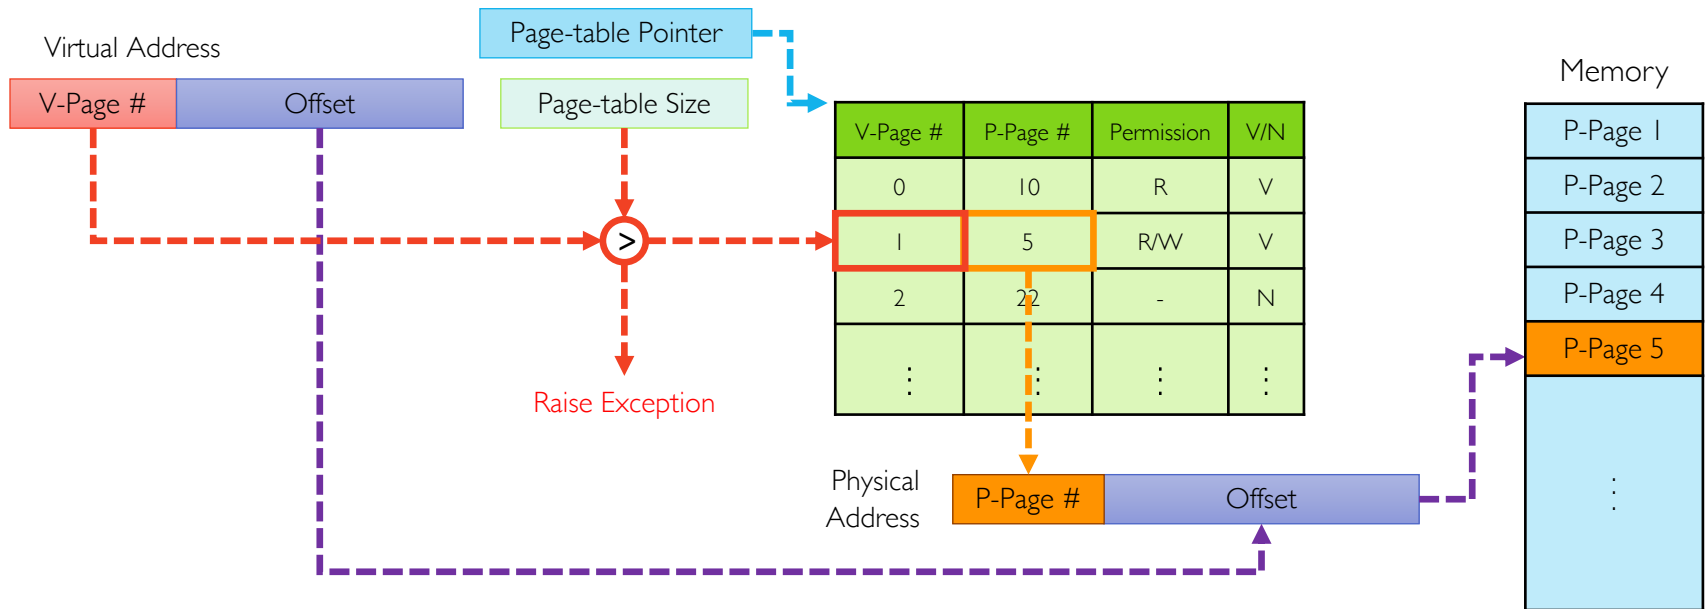 Page-table Pointer
Virtual Address
V-Page # Offset
Page-table Size
Memory
V-Page # P-Page # Permission V/N
0 10 R V
1 5 R/W V
2 22 - N
⋮ ⋮ ⋮ ⋮
>
Raise Exception
Physical
Address
P-Page # Offset
P-Page 1
P-Page 2
P-Page 3
P-Page 4
P-Page 5
⋮